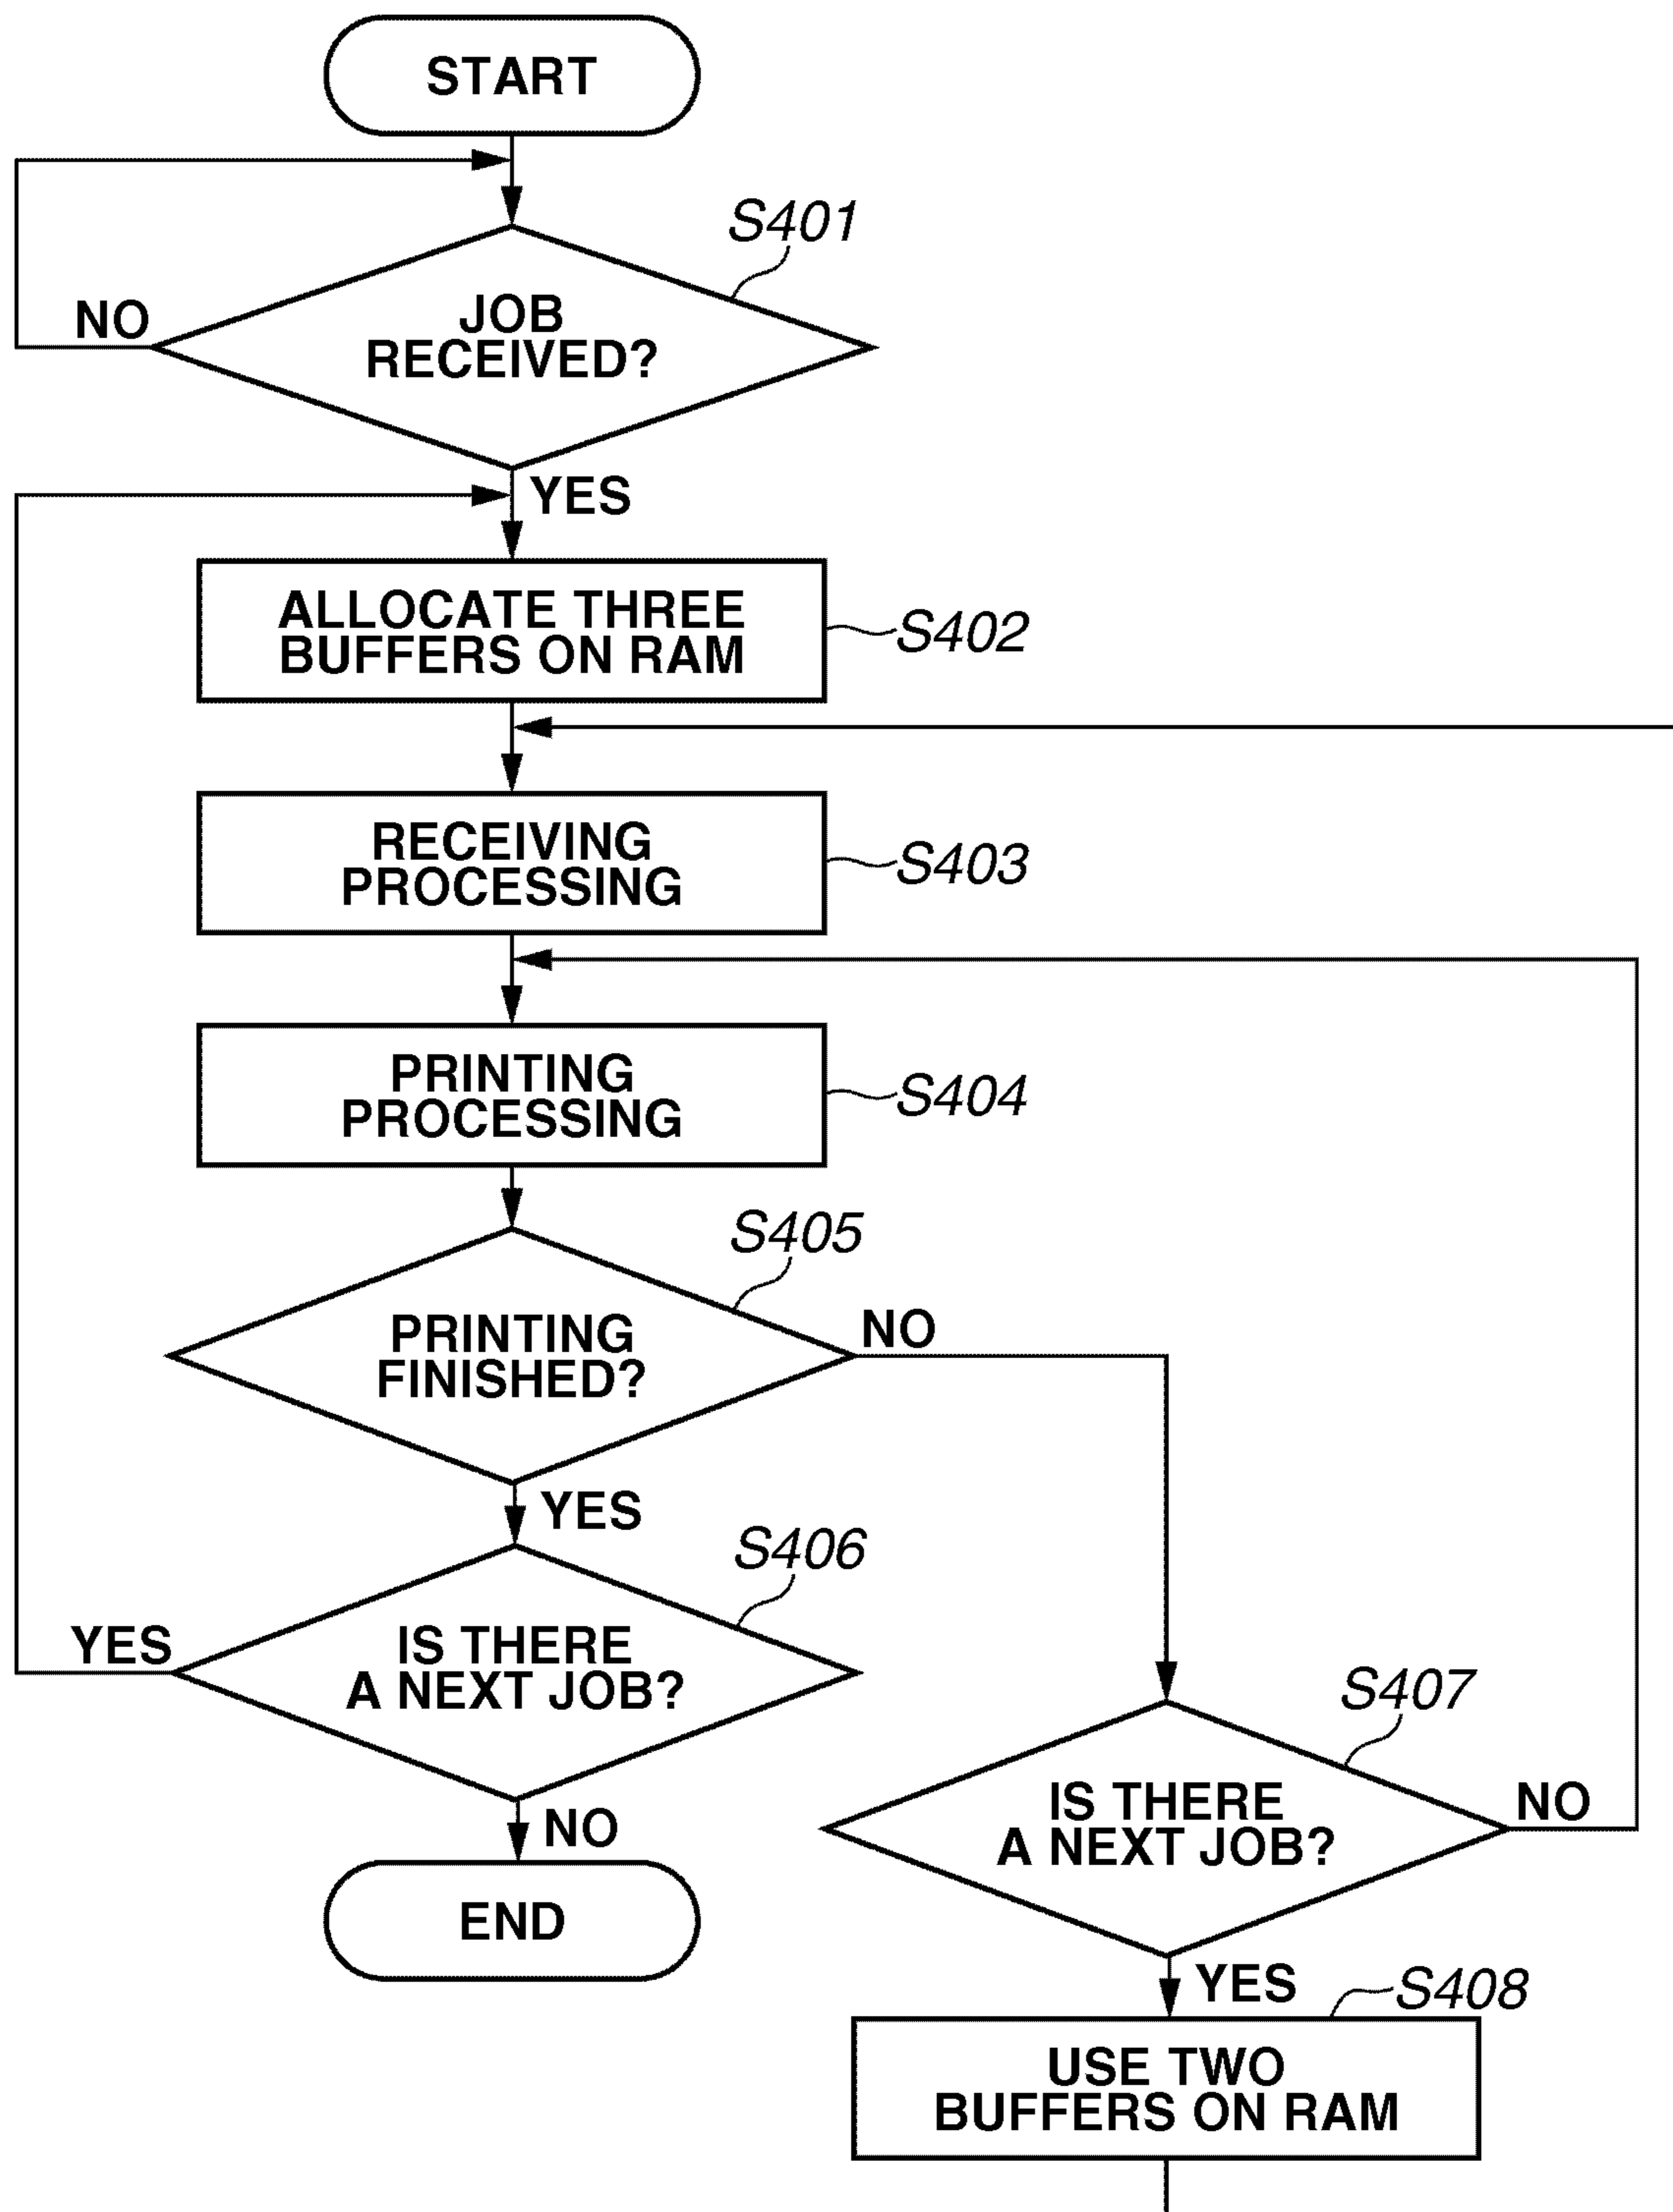 START
S401
JOB
RECEIVED?
NO
YES
ALLOCATE THREE
BUFFERS ON RAM
S402
RECEIVING
PROCESSING
S403
PRINTING
PROCESSING
S404
S405
PRINTING
FINISHED?
NO
YES
S406
IS THERE
A NEXT JOB?
YES
NO
END
S407
IS THERE
A NEXT JOB?
NO
YES
S408
USE TWO
BUFFERS ON RAM